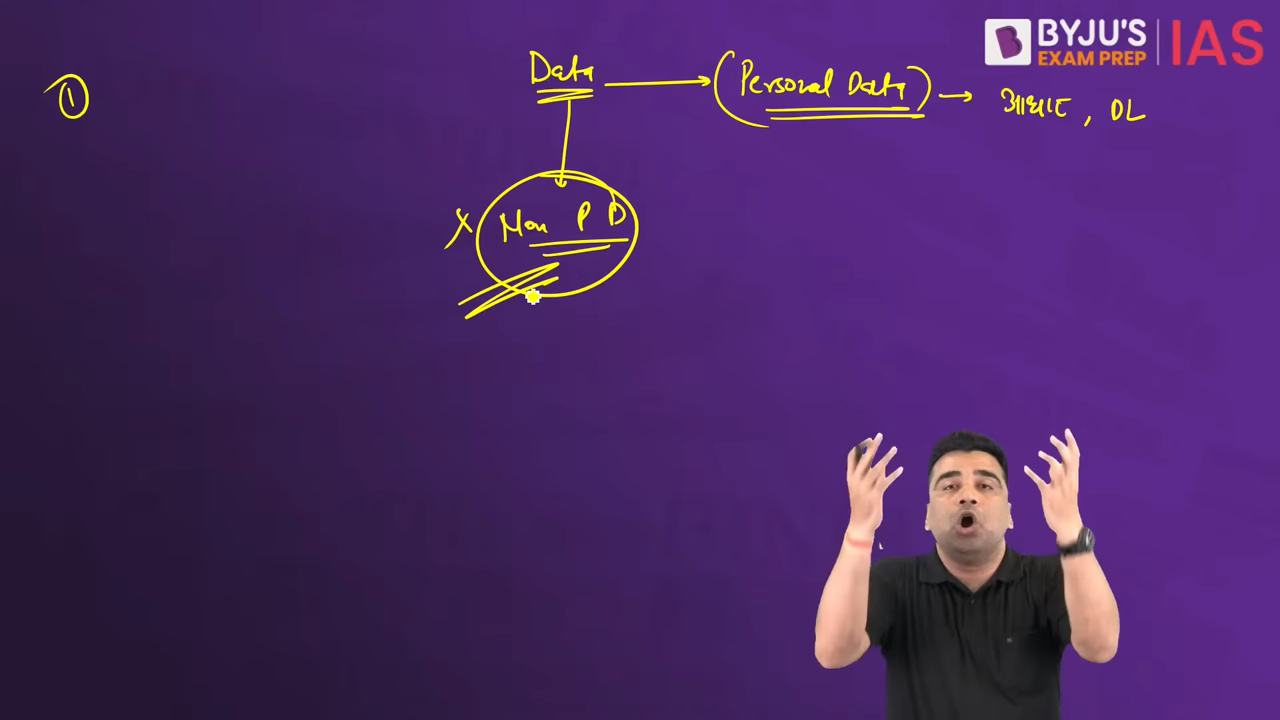 BYJU'S
EXAM PREP
IAS
①
Data → (Personal Data) → आधार, DL
X Non P D